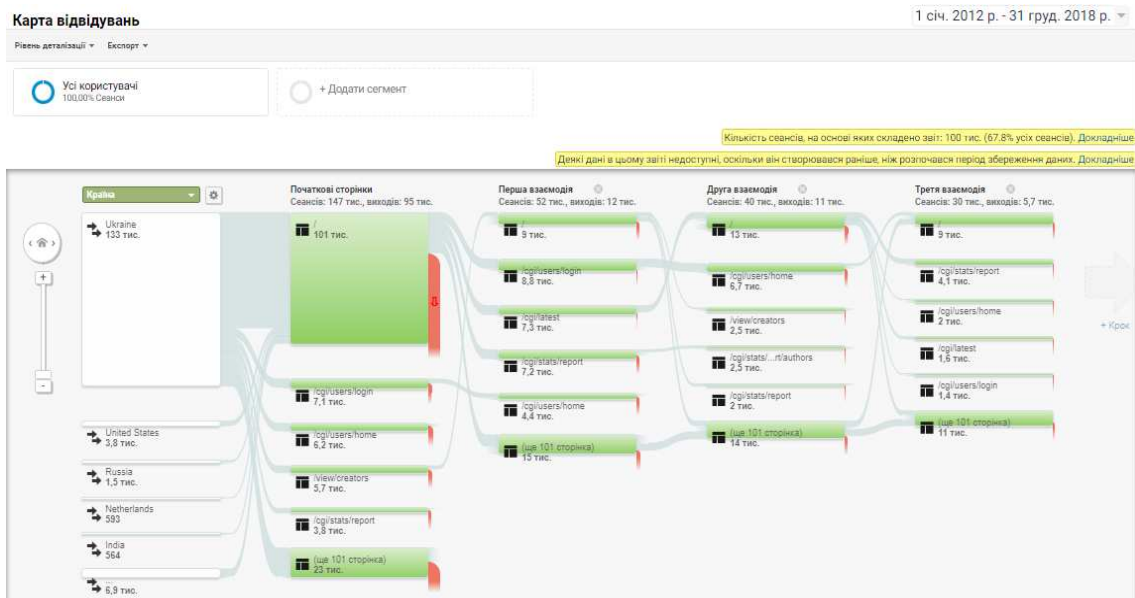 Карта відвідувань
1 січ. 2012 р. - 31 груд. 2018 р.
Рівень деталізації
Експорт
Усі користувачі
100,00% Сеанси
+ Додати сегмент
Кількість сеансів, на основі яких складено звіт: 100 тис. (67.8% усіх сеансів). Докладніше
Деякі дані в цьому звіті недоступні, оскільки він створювався раніше, ніж розпочався період збереження даних. Докладніше
Країна
Ukraine
133 тис.
United States
3,8 тис.
Russia
1,5 тис.
Netherlands
593
India
564
...
6,9 тис.
Початкові сторінки
Сеансів: 147 тис., виходів: 95 тис.
/
101 тис.
/cgi/users/login
7,1 тис.
/cgi/users/home
6,2 тис.
/view/creators
5,7 тис.
/cgi/stats/report
3,8 тис.
(ще 101 сторінка)
23 тис.
Перша взаємодія
Сеансів: 52 тис., виходів: 12 тис.
/
9 тис.
/cgi/users/login
8,8 тис.
/cgi/latest
7,3 тис.
/cgi/stats/report
7,2 тис.
/cgi/users/home
4,4 тис.
(ще 101 сторінка)
15 тис.
Друга взаємодія
Сеансів: 40 тис., виходів: 11 тис.
/
13 тис.
/cgi/users/home
6,7 тис.
/view/creators
2,5 тис.
/cgi/stats/...rt/authors
2,5 тис.
/cgi/stats/report
2 тис.
(ще 101 сторінка)
14 тис.
Третя взаємодія
Сеансів: 30 тис., виходів: 5,7 тис.
/
9 тис.
/cgi/stats/report
4,1 тис.
/cgi/users/home
2 тис.
/cgi/latest
1,6 тис.
/cgi/users/login
1,4 тис.
(ще 101 сторінка)
11 тис.
+ Крок